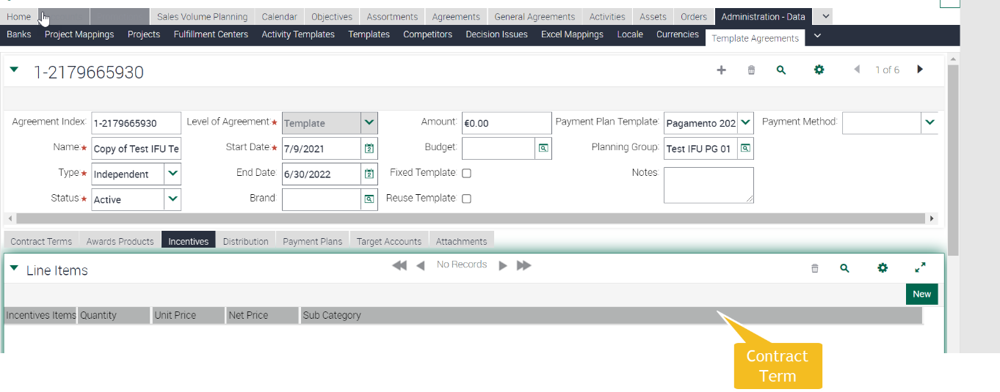 Home Sales Volume Planning Calendar Objectives Assortments Agreements General Agreements Activities Assets Orders Administration - Data
Banks Project Mappings Projects Fulfillment Centers Activity Templates Templates Competitors Decision Issues Excel Mappings Locale Currencies Template Agreements
1-2179665930 1 of 6
Agreement Index: 1-2179665930 Level of Agreement:★ Template Amount: €0.00 Payment Plan Template: Pagamento 202 Payment Method:
Name:★ Copy of Test IFU Te Start Date:★ 7/9/2021 Budget: Planning Group: Test IFU PG 01
Type:★ Independent End Date: 6/30/2022 Fixed Template: Notes:
Status:★ Active Brand: Reuse Template:
Contract Terms Awards Products Incentives Distribution Payment Plans Target Accounts Attachments
Line Items No Records
New
Incentives Items Quantity Unit Price Net Price Sub Category
Contract
Term